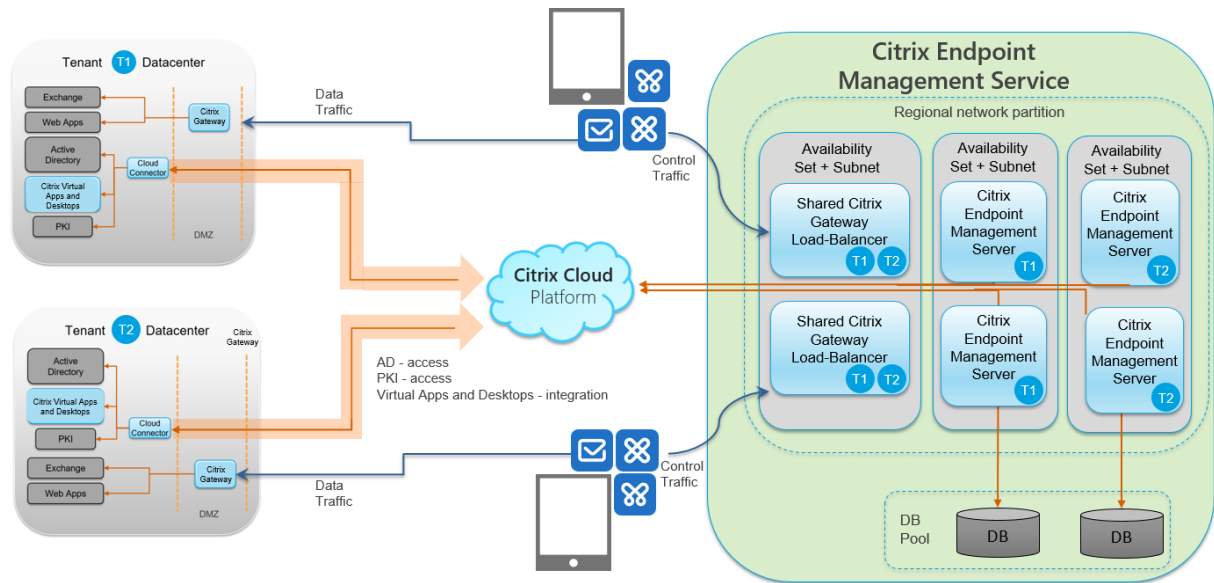 Tenant T1 Datacenter
Exchange
Web Apps
Active
Directory
Citrix Virtual
Apps and
Desktops
PKI
Cloud
Connector
Citrix
Gateway
DMZ
Data
Traffic
Control
Traffic
Tenant T2 Datacenter
Citrix
Gateway
Active
Directory
Citrix Virtual Apps
and Desktops
PKI
Cloud
Connector
Exchange
Web Apps
Citrix
Gateway
DMZ
Data
Traffic
Control
Traffic
Citrix Cloud
Platform
AD - access
PKI - access
Virtual Apps and Desktops - integration
Citrix Endpoint
Management Service
Regional network partition
Availability
Set + Subnet
Shared Citrix
Gateway
Load-Balancer
T1 T2
Shared Citrix
Gateway
Load-Balancer
T1 T2
Availability
Set + Subnet
Citrix
Endpoint
Management
Server
T1
Citrix
Endpoint
Management
Server
T1
Availability
Set + Subnet
Citrix
Endpoint
Management
Server
T2
Citrix
Endpoint
Management
Server
T2
DB
Pool
DB
DB